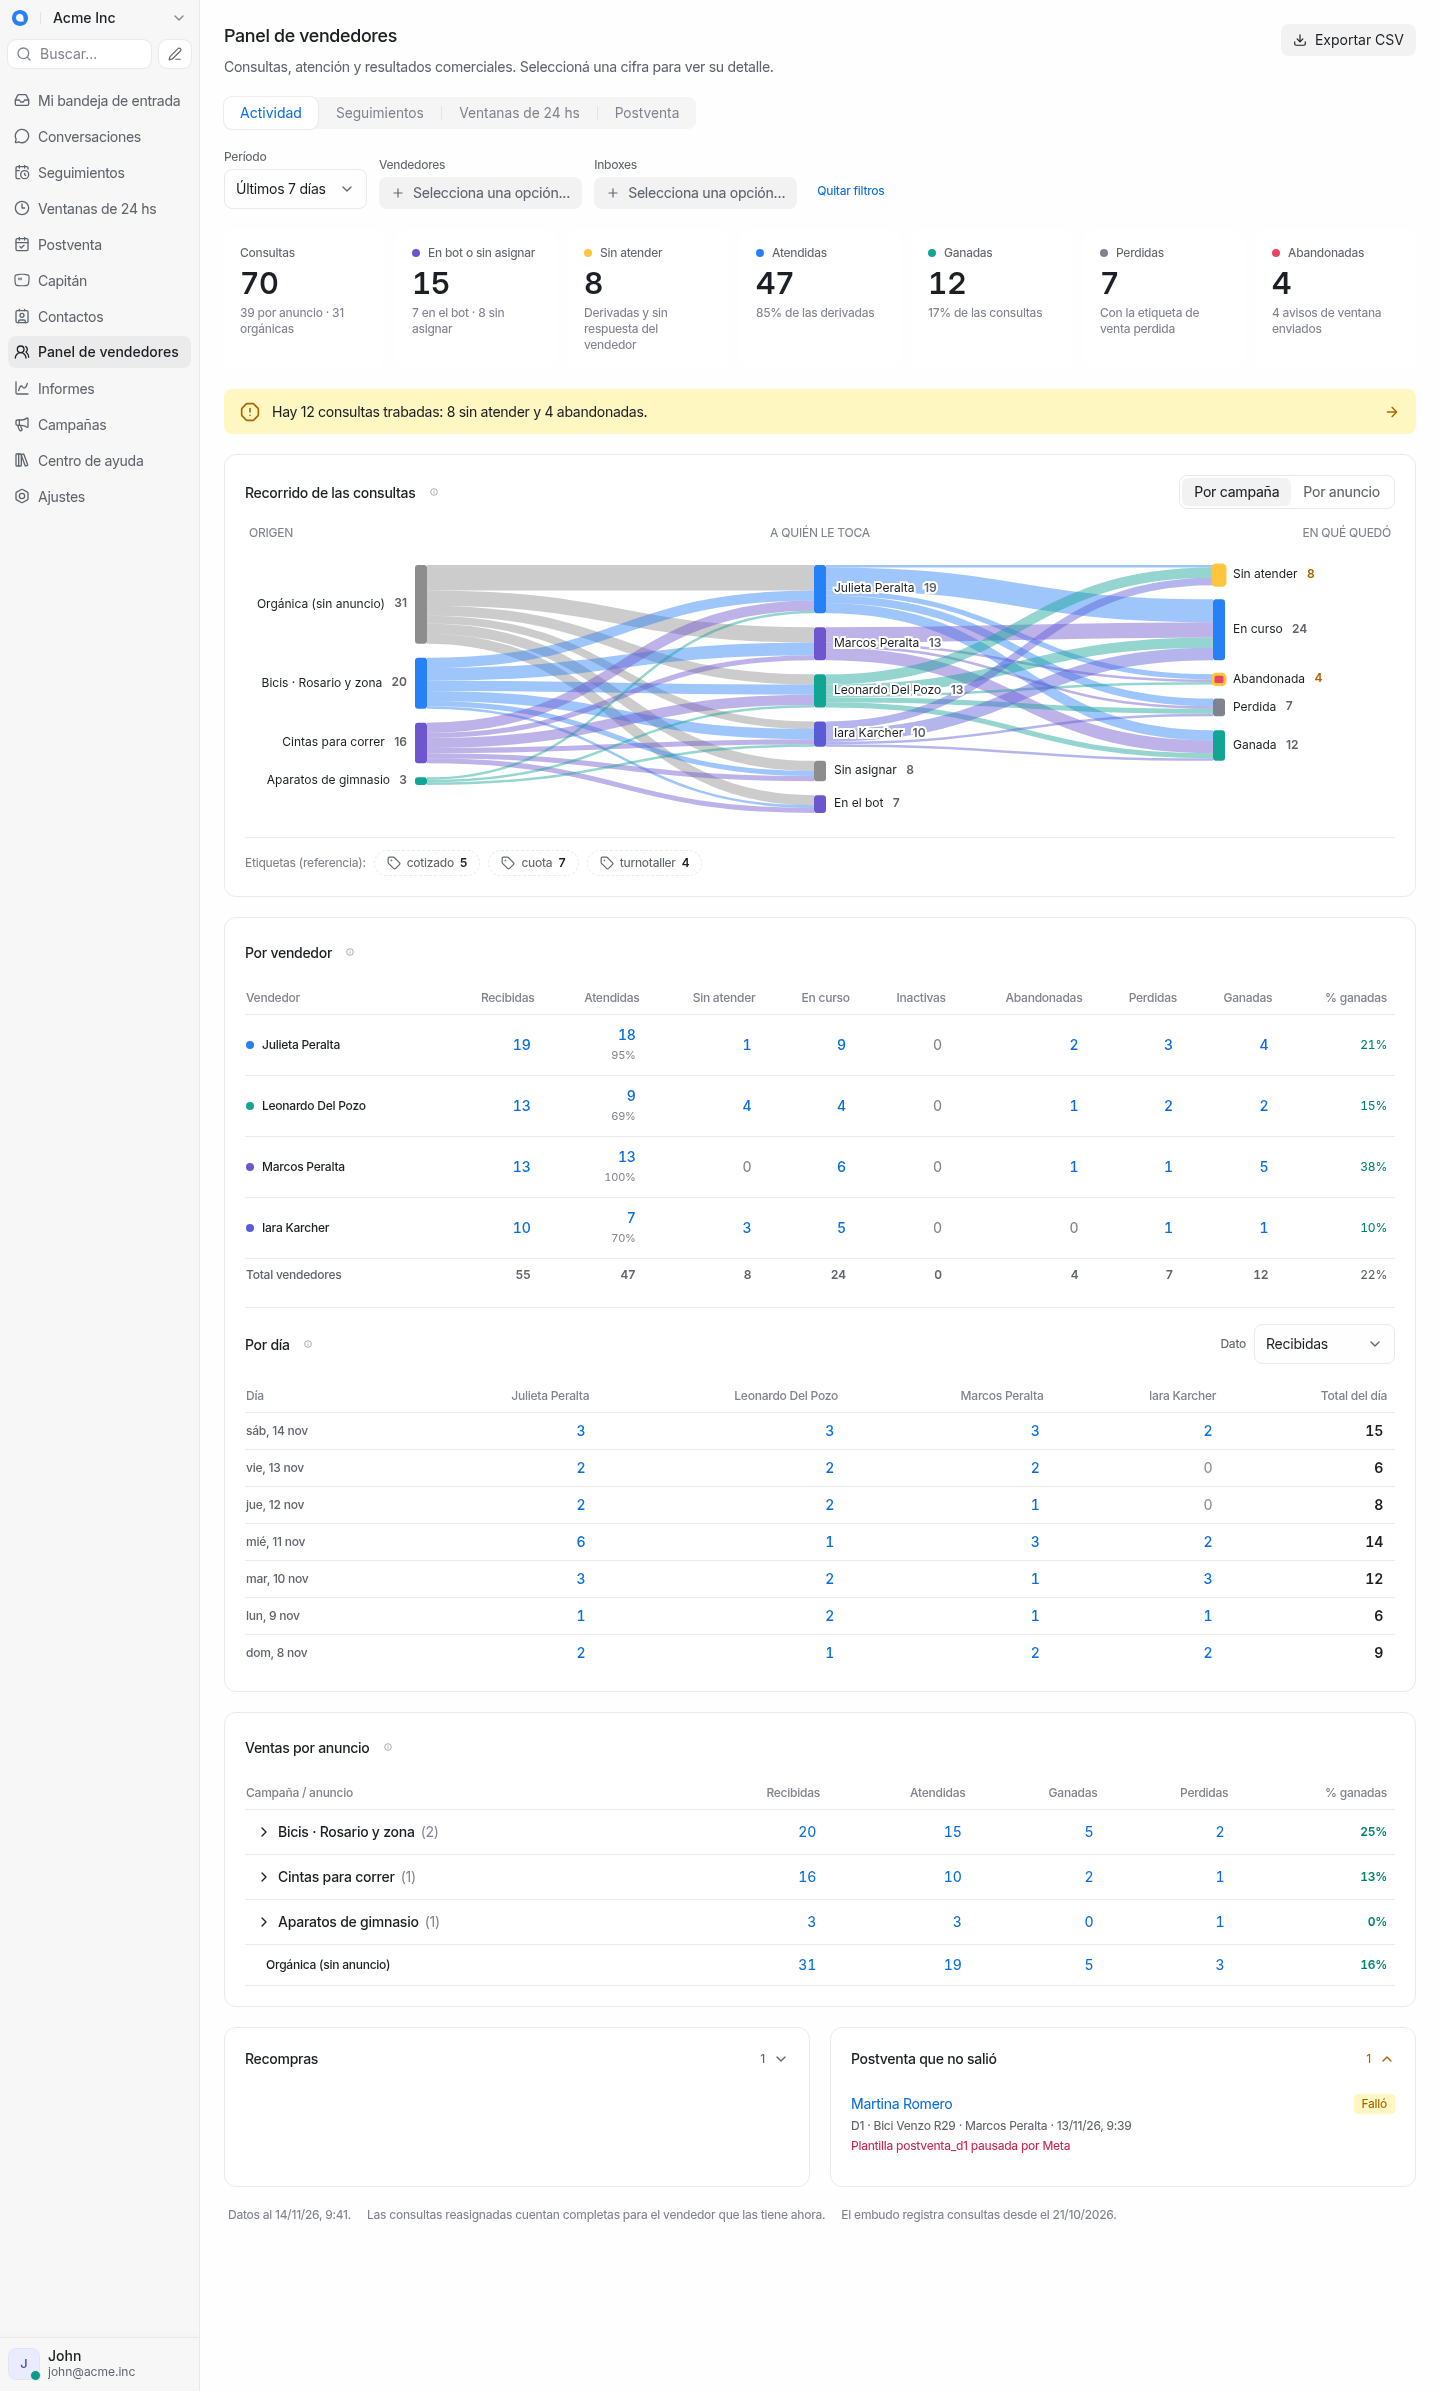 Acme Inc
Buscar...
Mi bandeja de entrada
Conversaciones
Seguimientos
Ventanas de 24 hs
Postventa
Capitán
Contactos
Panel de vendedores
Informes
Campañas
Centro de ayuda
Ajustes
J
John
john@acme.inc
Panel de vendedores
Exportar CSV
Consultas, atención y resultados comerciales. Seleccioná una cifra para ver su detalle.
Actividad Seguimientos Ventanas de 24 hs Postventa
Período
Últimos 7 días
Vendedores
Selecciona una opción...
Inboxes
Selecciona una opción...
Quitar filtros
Consultas
70
39 por anuncio · 31
orgánicas
En bot o sin asignar
15
7 en el bot · 8 sin
asignar
Sin atender
8
Derivadas y sin
respuesta del
vendedor
Atendidas
47
85% de las derivadas
Ganadas
12
17% de las consultas
Perdidas
7
Con la etiqueta de
venta perdida
Abandonadas
4
4 avisos de ventana
enviados
Hay 12 consultas trabadas: 8 sin atender y 4 abandonadas.
Recorrido de las consultas
Por campaña Por anuncio
ORIGEN A QUIÉN LE TOCA EN QUÉ QUEDÓ
Orgánica (sin anuncio) 31
Bicis · Rosario y zona 20
Cintas para correr 16
Aparatos de gimnasio 3
Julieta Peralta 19
Marcos Peralta 13
Leonardo Del Pozo 13
Iara Karcher 10
Sin asignar 8
En el bot 7
Sin atender 8
En curso 24
Abandonada 4
Perdida 7
Ganada 12
Etiquetas (referencia): cotizado 5 cuota 7 turnotaller 4
Por vendedor
Vendedor Recibidas Atendidas Sin atender En curso Inactivas Abandonadas Perdidas Ganadas % ganadas
Julieta Peralta 19 18 95% 1 9 0 2 3 4 21%
Leonardo Del Pozo 13 9 69% 4 4 0 1 2 2 15%
Marcos Peralta 13 13 100% 0 6 0 1 1 5 38%
Iara Karcher 10 7 70% 3 5 0 0 1 1 10%
Total vendedores 55 47 8 24 0 4 7 12 22%
Por día
Dato Recibidas
Día Julieta Peralta Leonardo Del Pozo Marcos Peralta Iara Karcher Total del día
sáb, 14 nov 3 3 3 2 15
vie, 13 nov 2 2 2 0 6
jue, 12 nov 2 2 1 0 8
mié, 11 nov 6 1 3 2 14
mar, 10 nov 3 2 1 3 12
lun, 9 nov 1 2 1 1 6
dom, 8 nov 2 1 2 2 9
Ventas por anuncio
Campaña / anuncio Recibidas Atendidas Ganadas Perdidas % ganadas
Bicis · Rosario y zona (2) 20 15 5 2 25%
Cintas para correr (1) 16 10 2 1 13%
Aparatos de gimnasio (1) 3 3 0 1 0%
Orgánica (sin anuncio) 31 19 5 3 16%
Recompras 1
Postventa que no salió 1
Martina Romero Falló
D1 · Bici Venzo R29 · Marcos Peralta · 13/11/26, 9:39
Plantilla postventa_d1 pausada por Meta
Datos al 14/11/26, 9:41. Las consultas reasignadas cuentan completas para el vendedor que las tiene ahora. El embudo registra consultas desde el 21/10/2026.